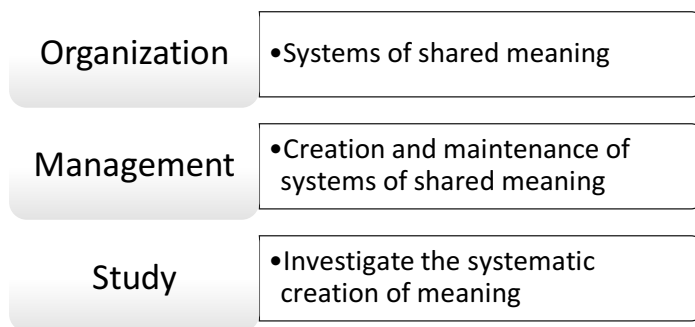 Organization
•Systems of shared meaning
Management
•Creation and maintenance of
systems of shared meaning
Study
•Investigate the systematic
creation of meaning